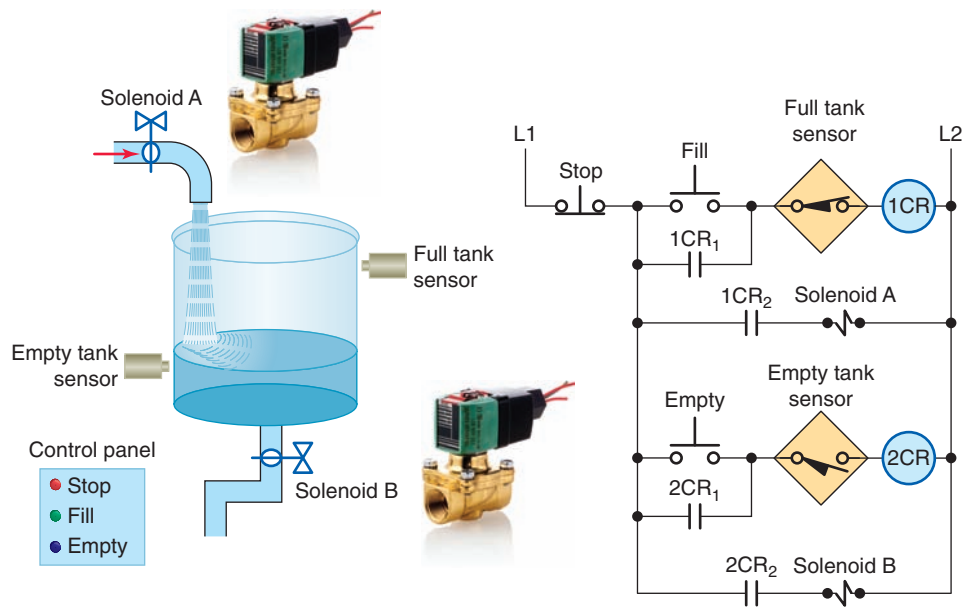 Solenoid A
Full tank
sensor
Empty tank
sensor
Solenoid B
Control panel
Stop
Fill
Empty
L1
Stop
Fill
Full tank
sensor
L2
1CR
1CR₁
1CR₂
Solenoid A
Empty
Empty tank
sensor
2CR
2CR₁
2CR₂
Solenoid B